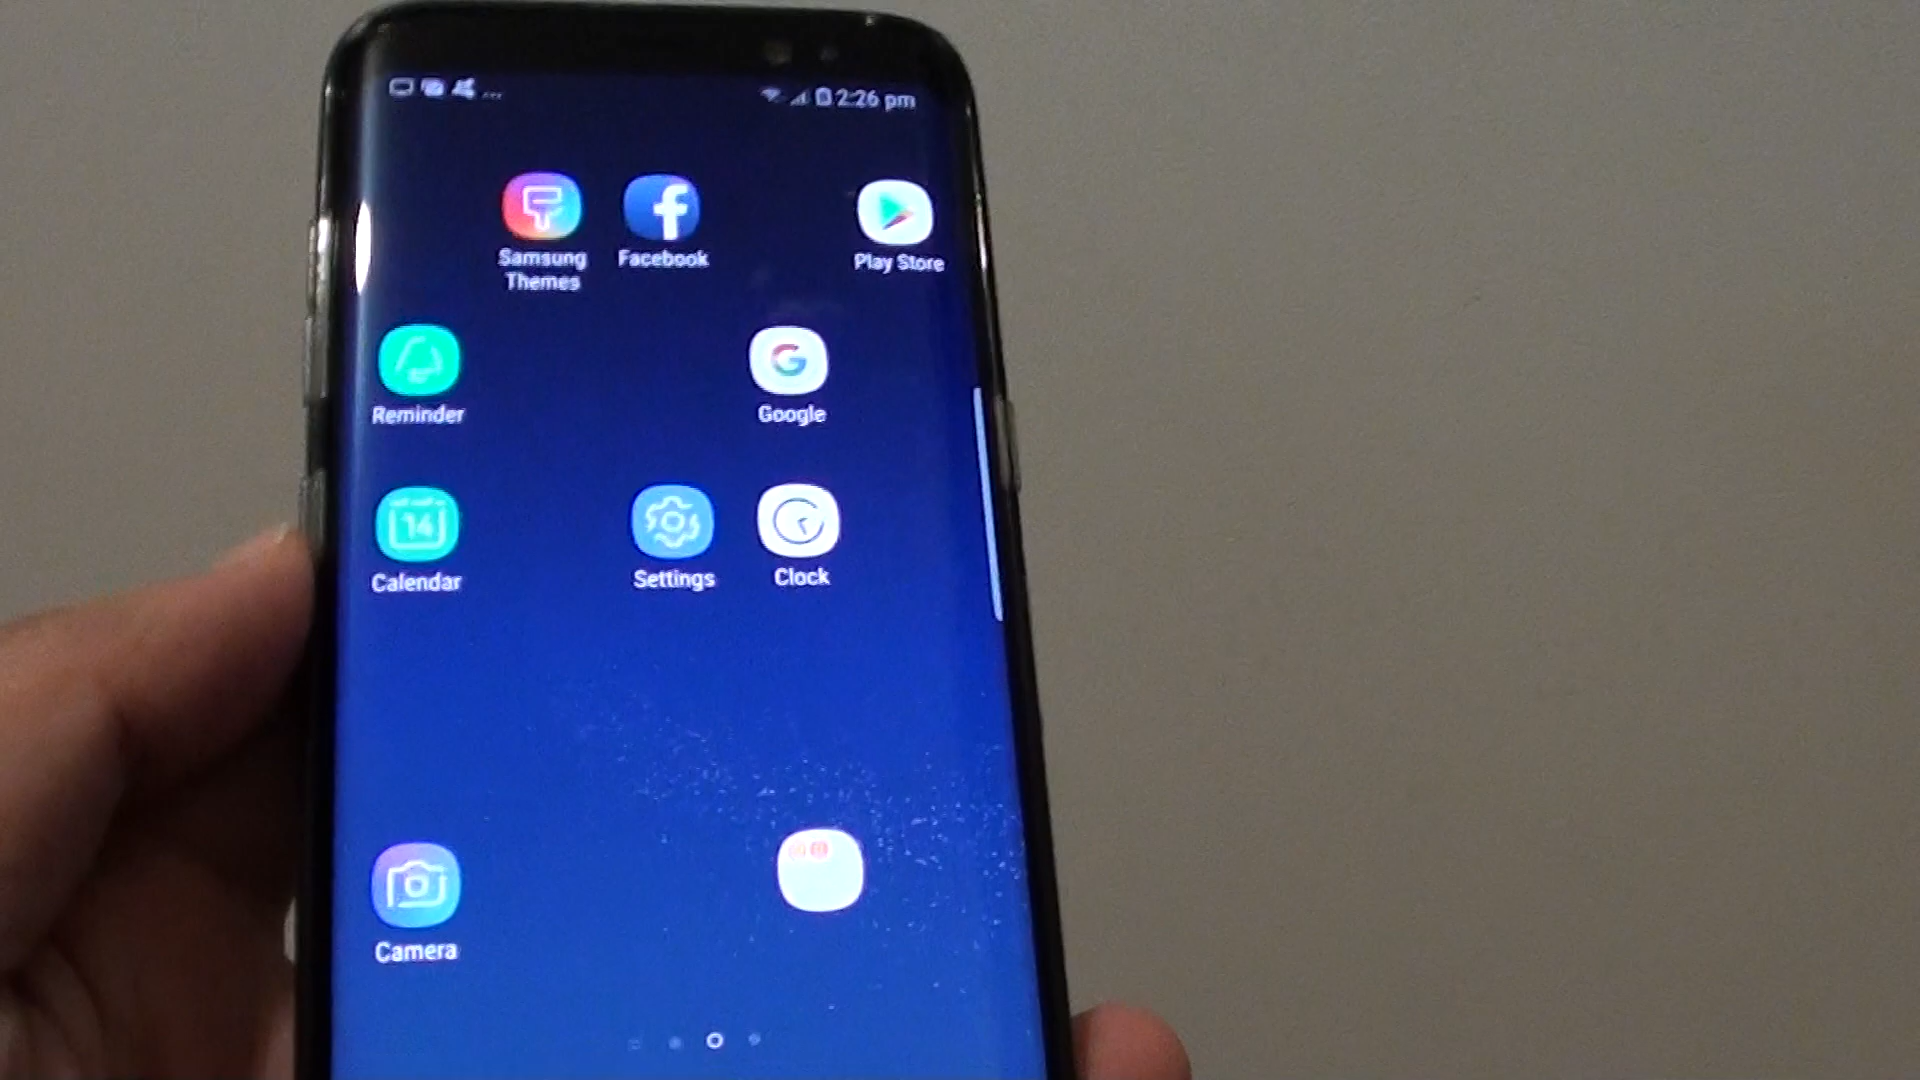 2:26 pm
Samsung
Themes
Facebook
Play Store
Reminder
G
Google
14
Calendar
Settings
Clock
Camera